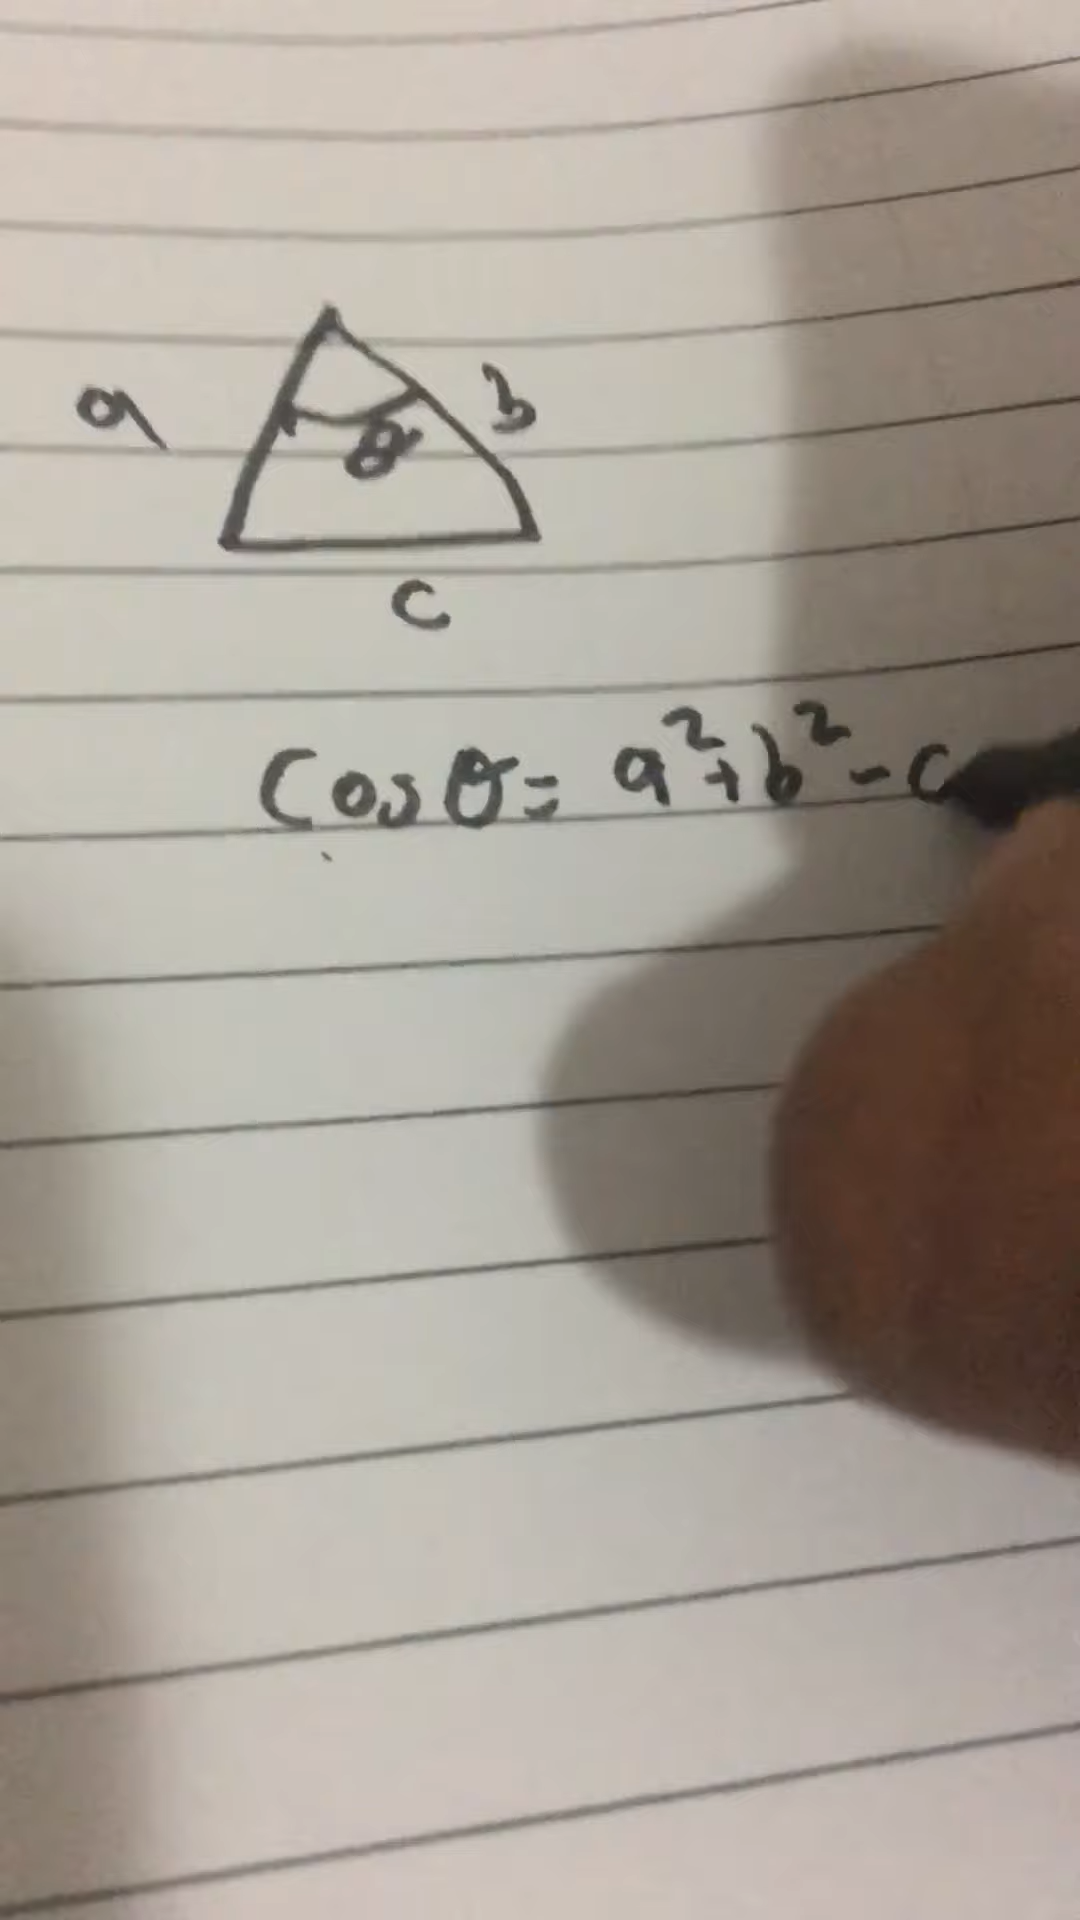 a
b
θ
c
Cos θ = a²+b²-c